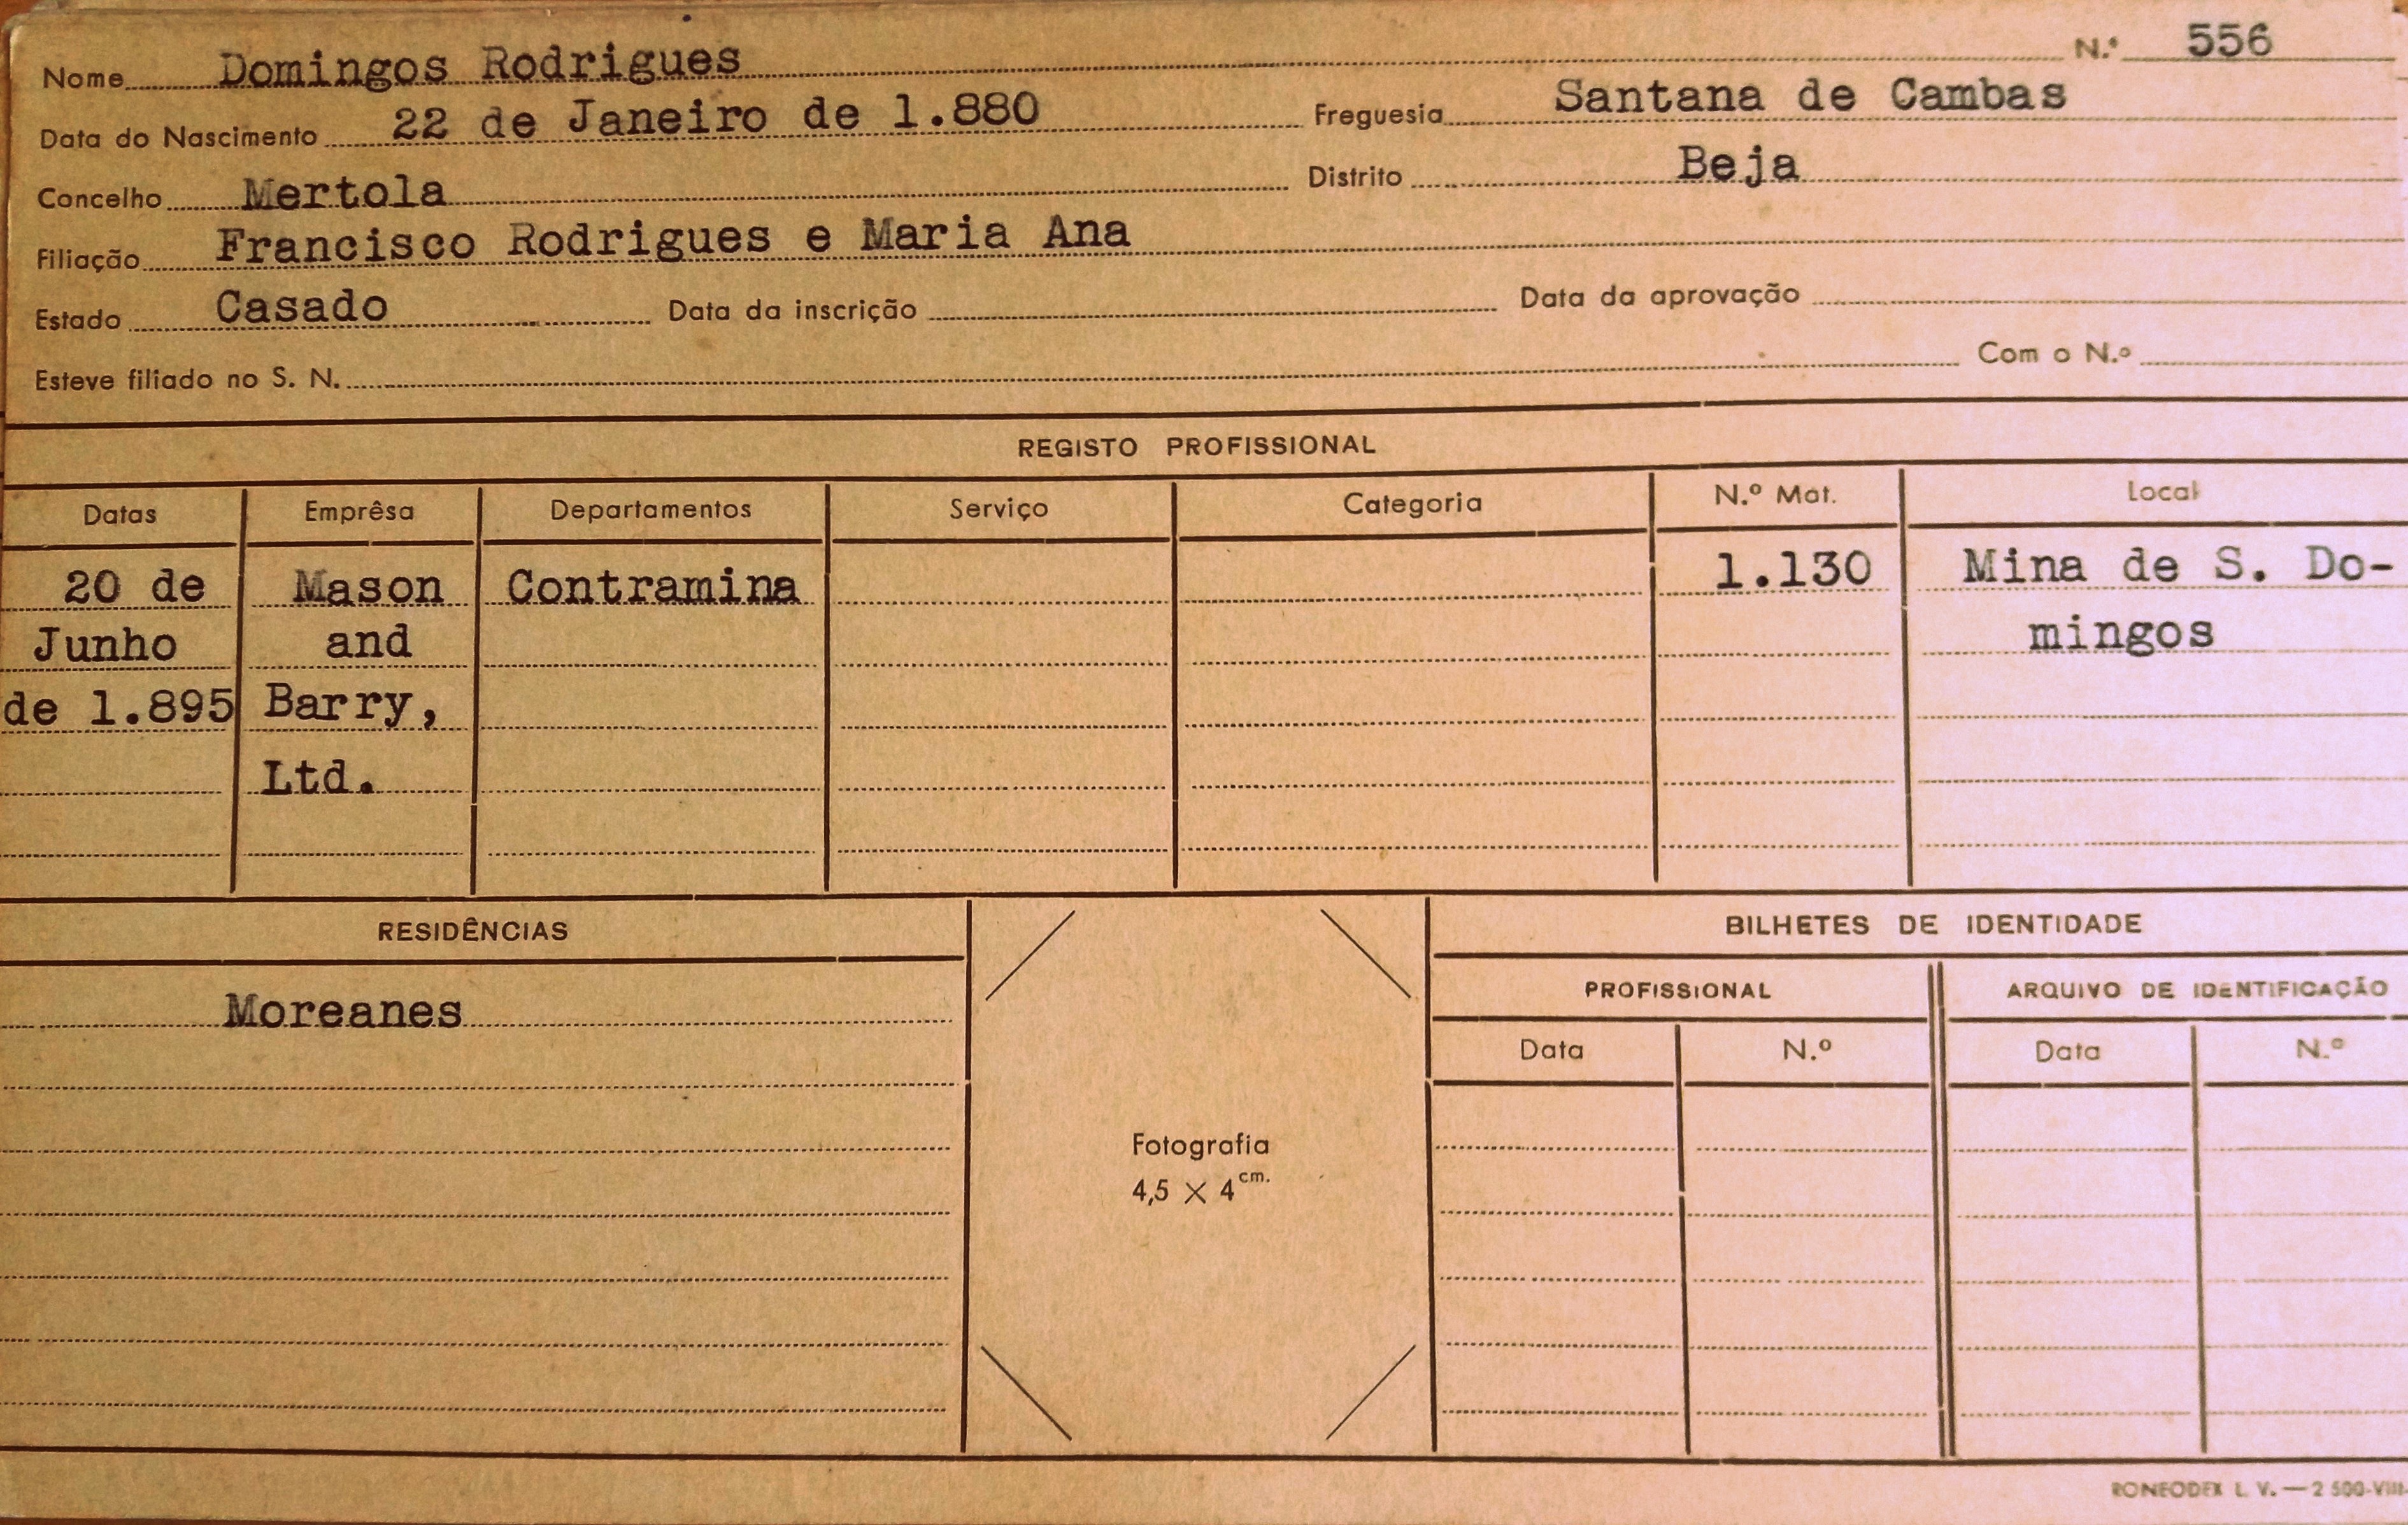 Nome Domingos Rodrigues N.º 556
Data do Nascimento 22 de Janeiro de 1.880 Freguesia Santana de Cambas
Concelho Mertola Distrito Beja
Filiação Francisco Rodrigues e Maria Ana
Estado Casado Data da inscrição Data da aprovação
Esteve filiado no S. N. Com o N.º
REGISTO PROFISSIONAL
Datas Emprêsa Departamentos Serviço Categoria N.º Mat. Local
20 de Mason Contramina 1.130 Mina de S. Do-
Junho and mingos
de 1.895 Barry,
Ltd.
RESIDÊNCIAS BILHETES DE IDENTIDADE
PROFISSIONAL ARQUIVO DE IDENTIFICAÇÃO
Moreanes
Data N.º Data N.º
Fotografia
4,5 × 4 cm.
RONEODEX L. V. — 2 500-VIII-